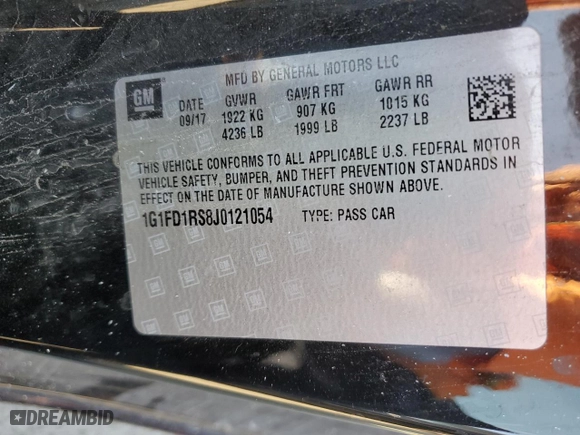 MFD BY GENERAL MOTORS LLC
GM
DATE GVWR GAWR FRT GAWR RR
09/17 1922 KG 907 KG 1015 KG
4236 LB 1999 LB 2237 LB
THIS VEHICLE CONFORMS TO ALL APPLICABLE U.S. FEDERAL MOTOR
VEHICLE SAFETY, BUMPER, AND THEFT PREVENTION STANDARDS IN
EFFECT ON THE DATE OF MANUFACTURE SHOWN ABOVE.
1G1FD1RS8J0121054 TYPE: PASS CAR
DREAMBID